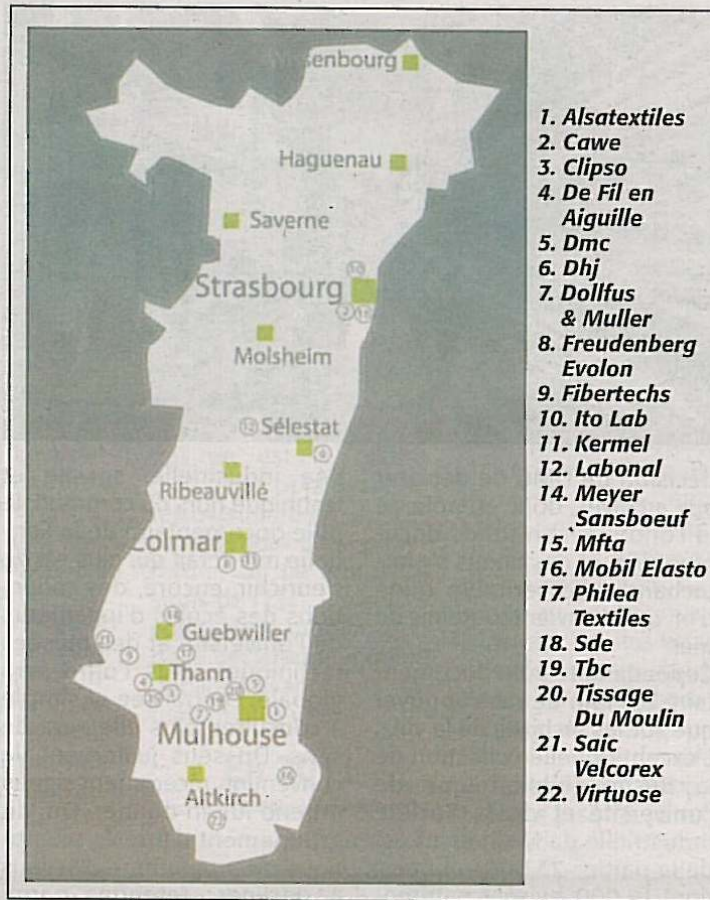 senbourg
Haguenau
Saverne
Strasbourg
Molsheim
Sélestat
Ribeauvillé
Colmar
Guebwiller
Thann
Mulhouse
Altkirch
1. Alsatextiles
2. Cawe
3. Clipso
4. De Fil en
Aiguille
5. Dmc
6. Dhj
7. Dollfus
& Muller
8. Freudenberg
Evolon
9. Fibertechs
10. Ito Lab
11. Kermel
12. Labonal
14. Meyer
Sansboeuf
15. Mfta
16. Mobil Elasto
17. Philea
Textiles
18. Sde
19. Tbc
20. Tissage
Du Moulin
21. Saic
Velcorex
22. Virtuose